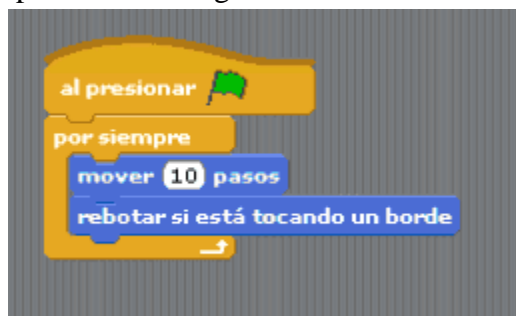 al presionar
por siempre
mover 10 pasos
rebotar si está tocando un borde